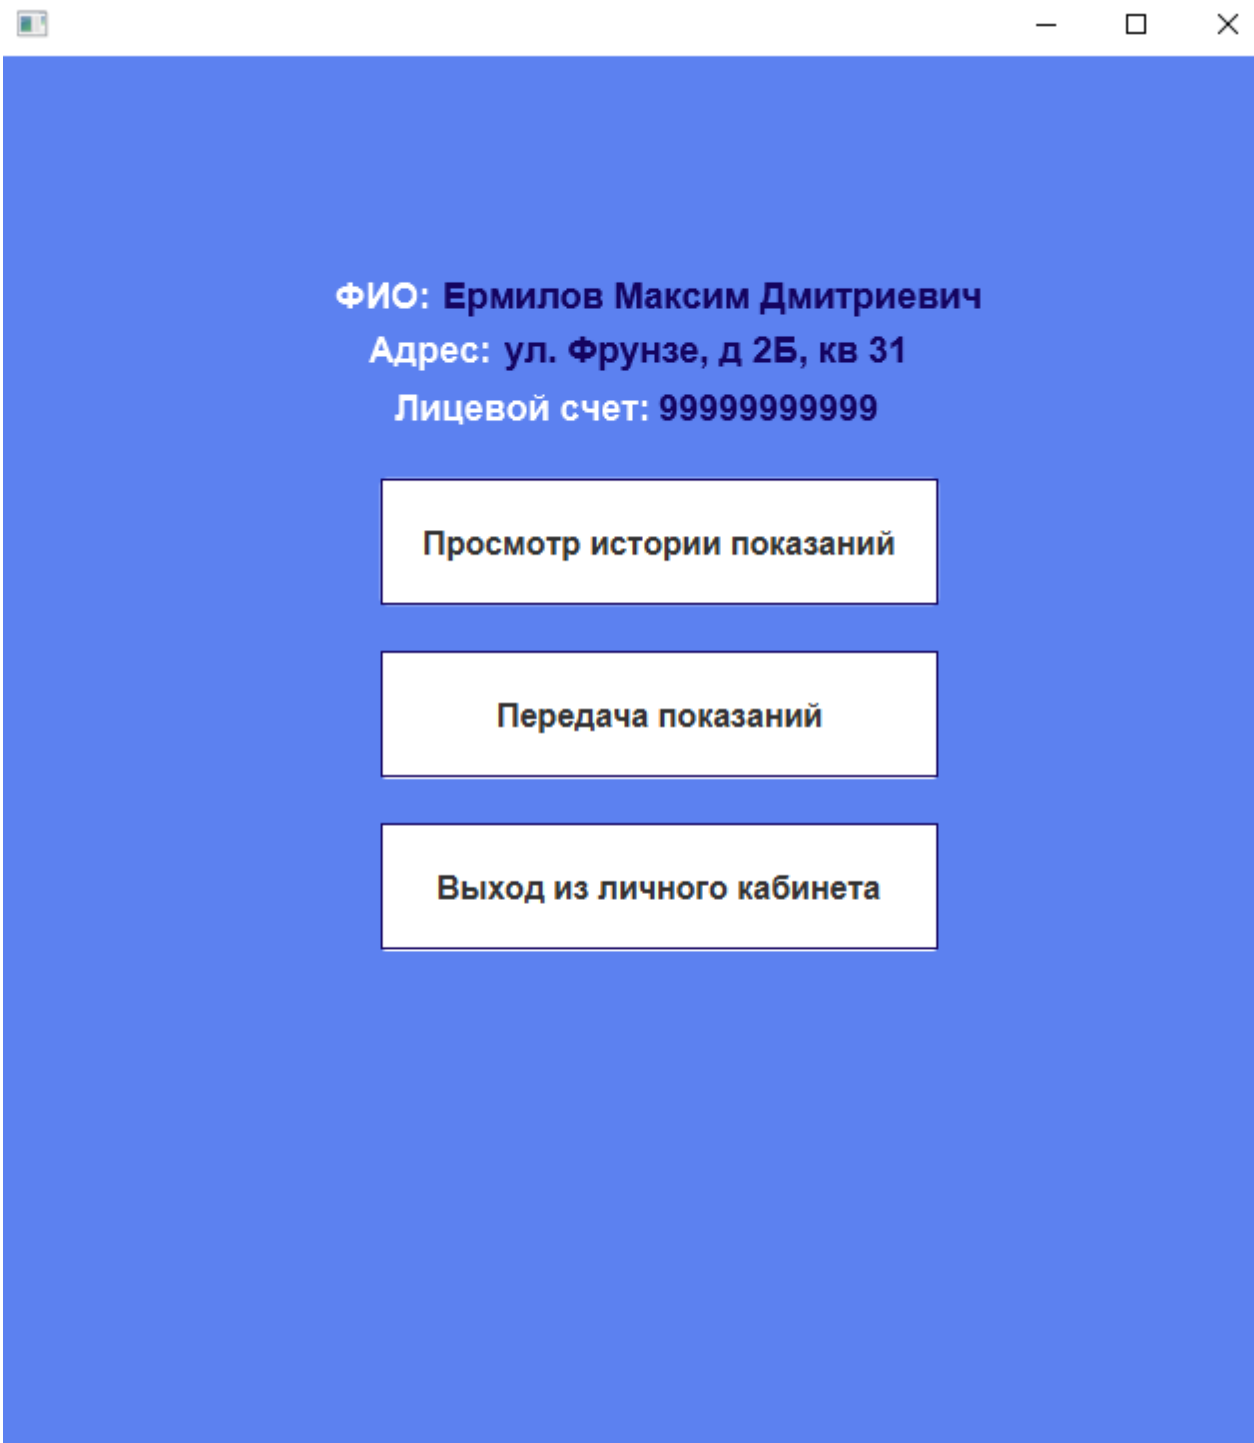 ФИО: Ермилов Максим Дмитриевич
Адрес: ул. Фрунзе, д 2Б, кв 31
Лицевой счет: 99999999999
Просмотр истории показаний
Передача показаний
Выход из личного кабинета